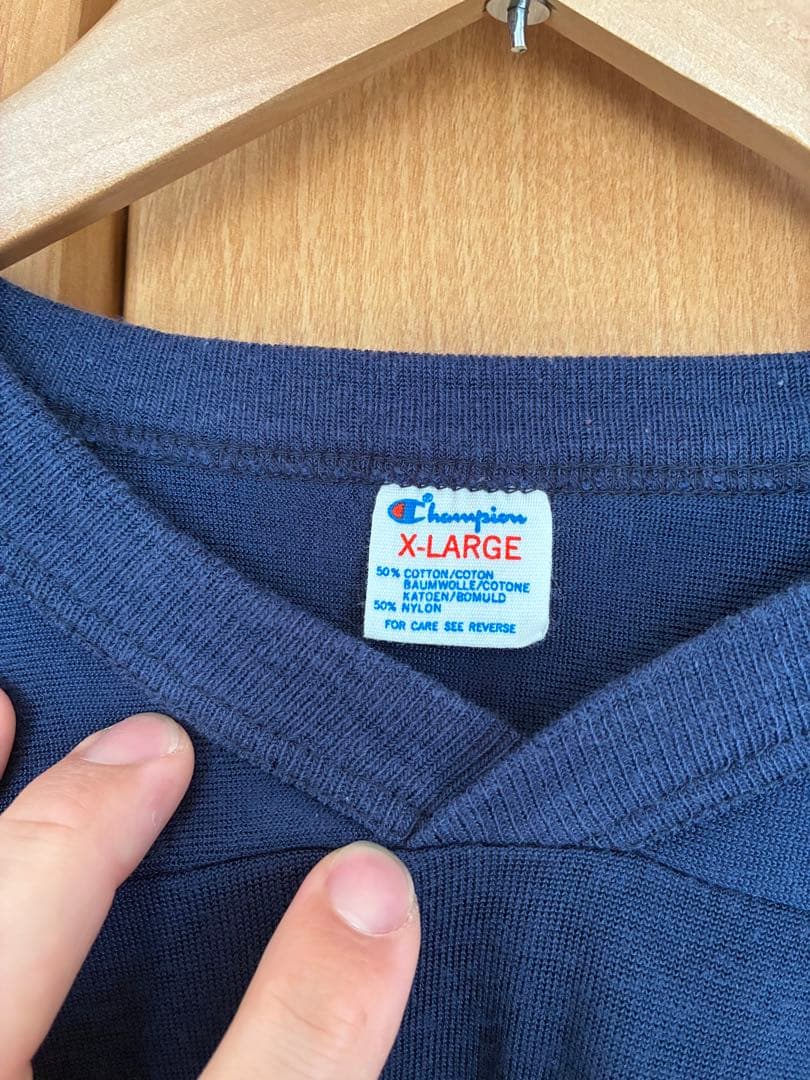 Champion®
X-LARGE
50% COTTON/COTON
BAUMWOLLE/COTONE
KATOEN/BOMULD
50% NYLON
FOR CARE SEE REVERSE